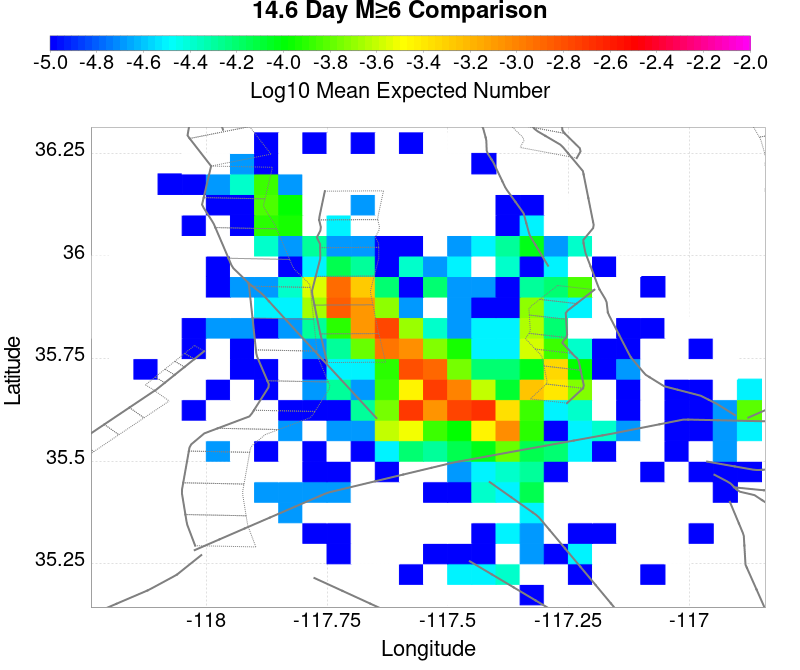 14.6 Day M≥6 Comparison
-5.0 -4.8 -4.6 -4.4 -4.2 -4.0 -3.8 -3.6 -3.4 -3.2 -3.0 -2.8 -2.6 -2.4 -2.2 -2.0
Log10 Mean Expected Number
36.25
36
35.75
35.5
35.25
Latitude
-118 -117.75 -117.5 -117.25 -117
Longitude